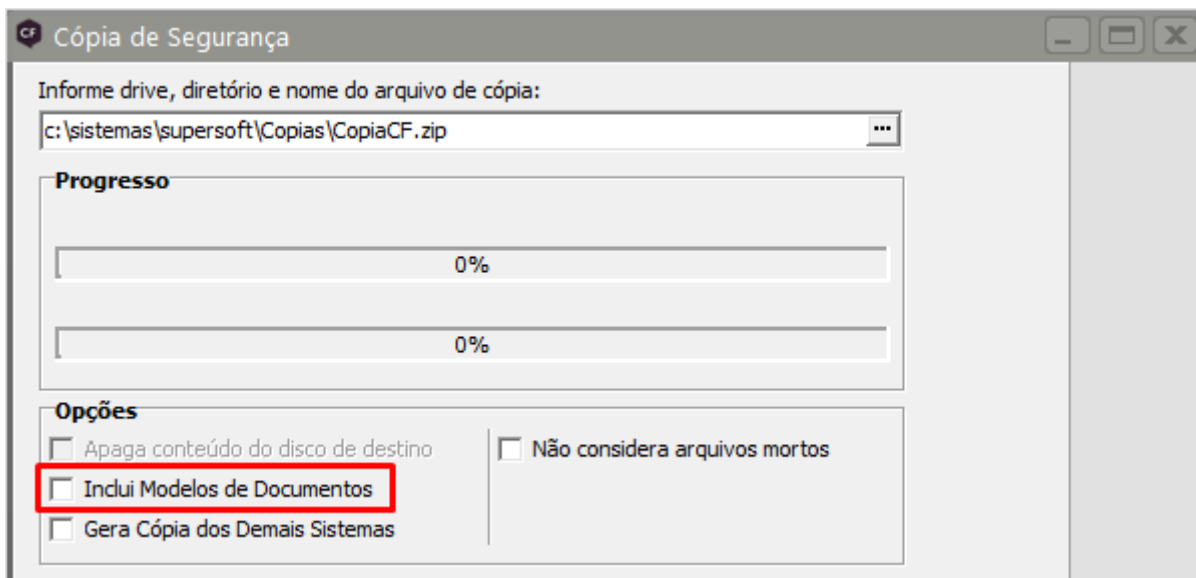 CF Cópia de Segurança
Informe drive, diretório e nome do arquivo de cópia:
c:\sistemas\supersoft\Copias\CopiaCF.zip ...
Progresso
0%
0%
Opções
Apaga conteúdo do disco de destino
Não considera arquivos mortos
Inclui Modelos de Documentos
Gera Cópia dos Demais Sistemas